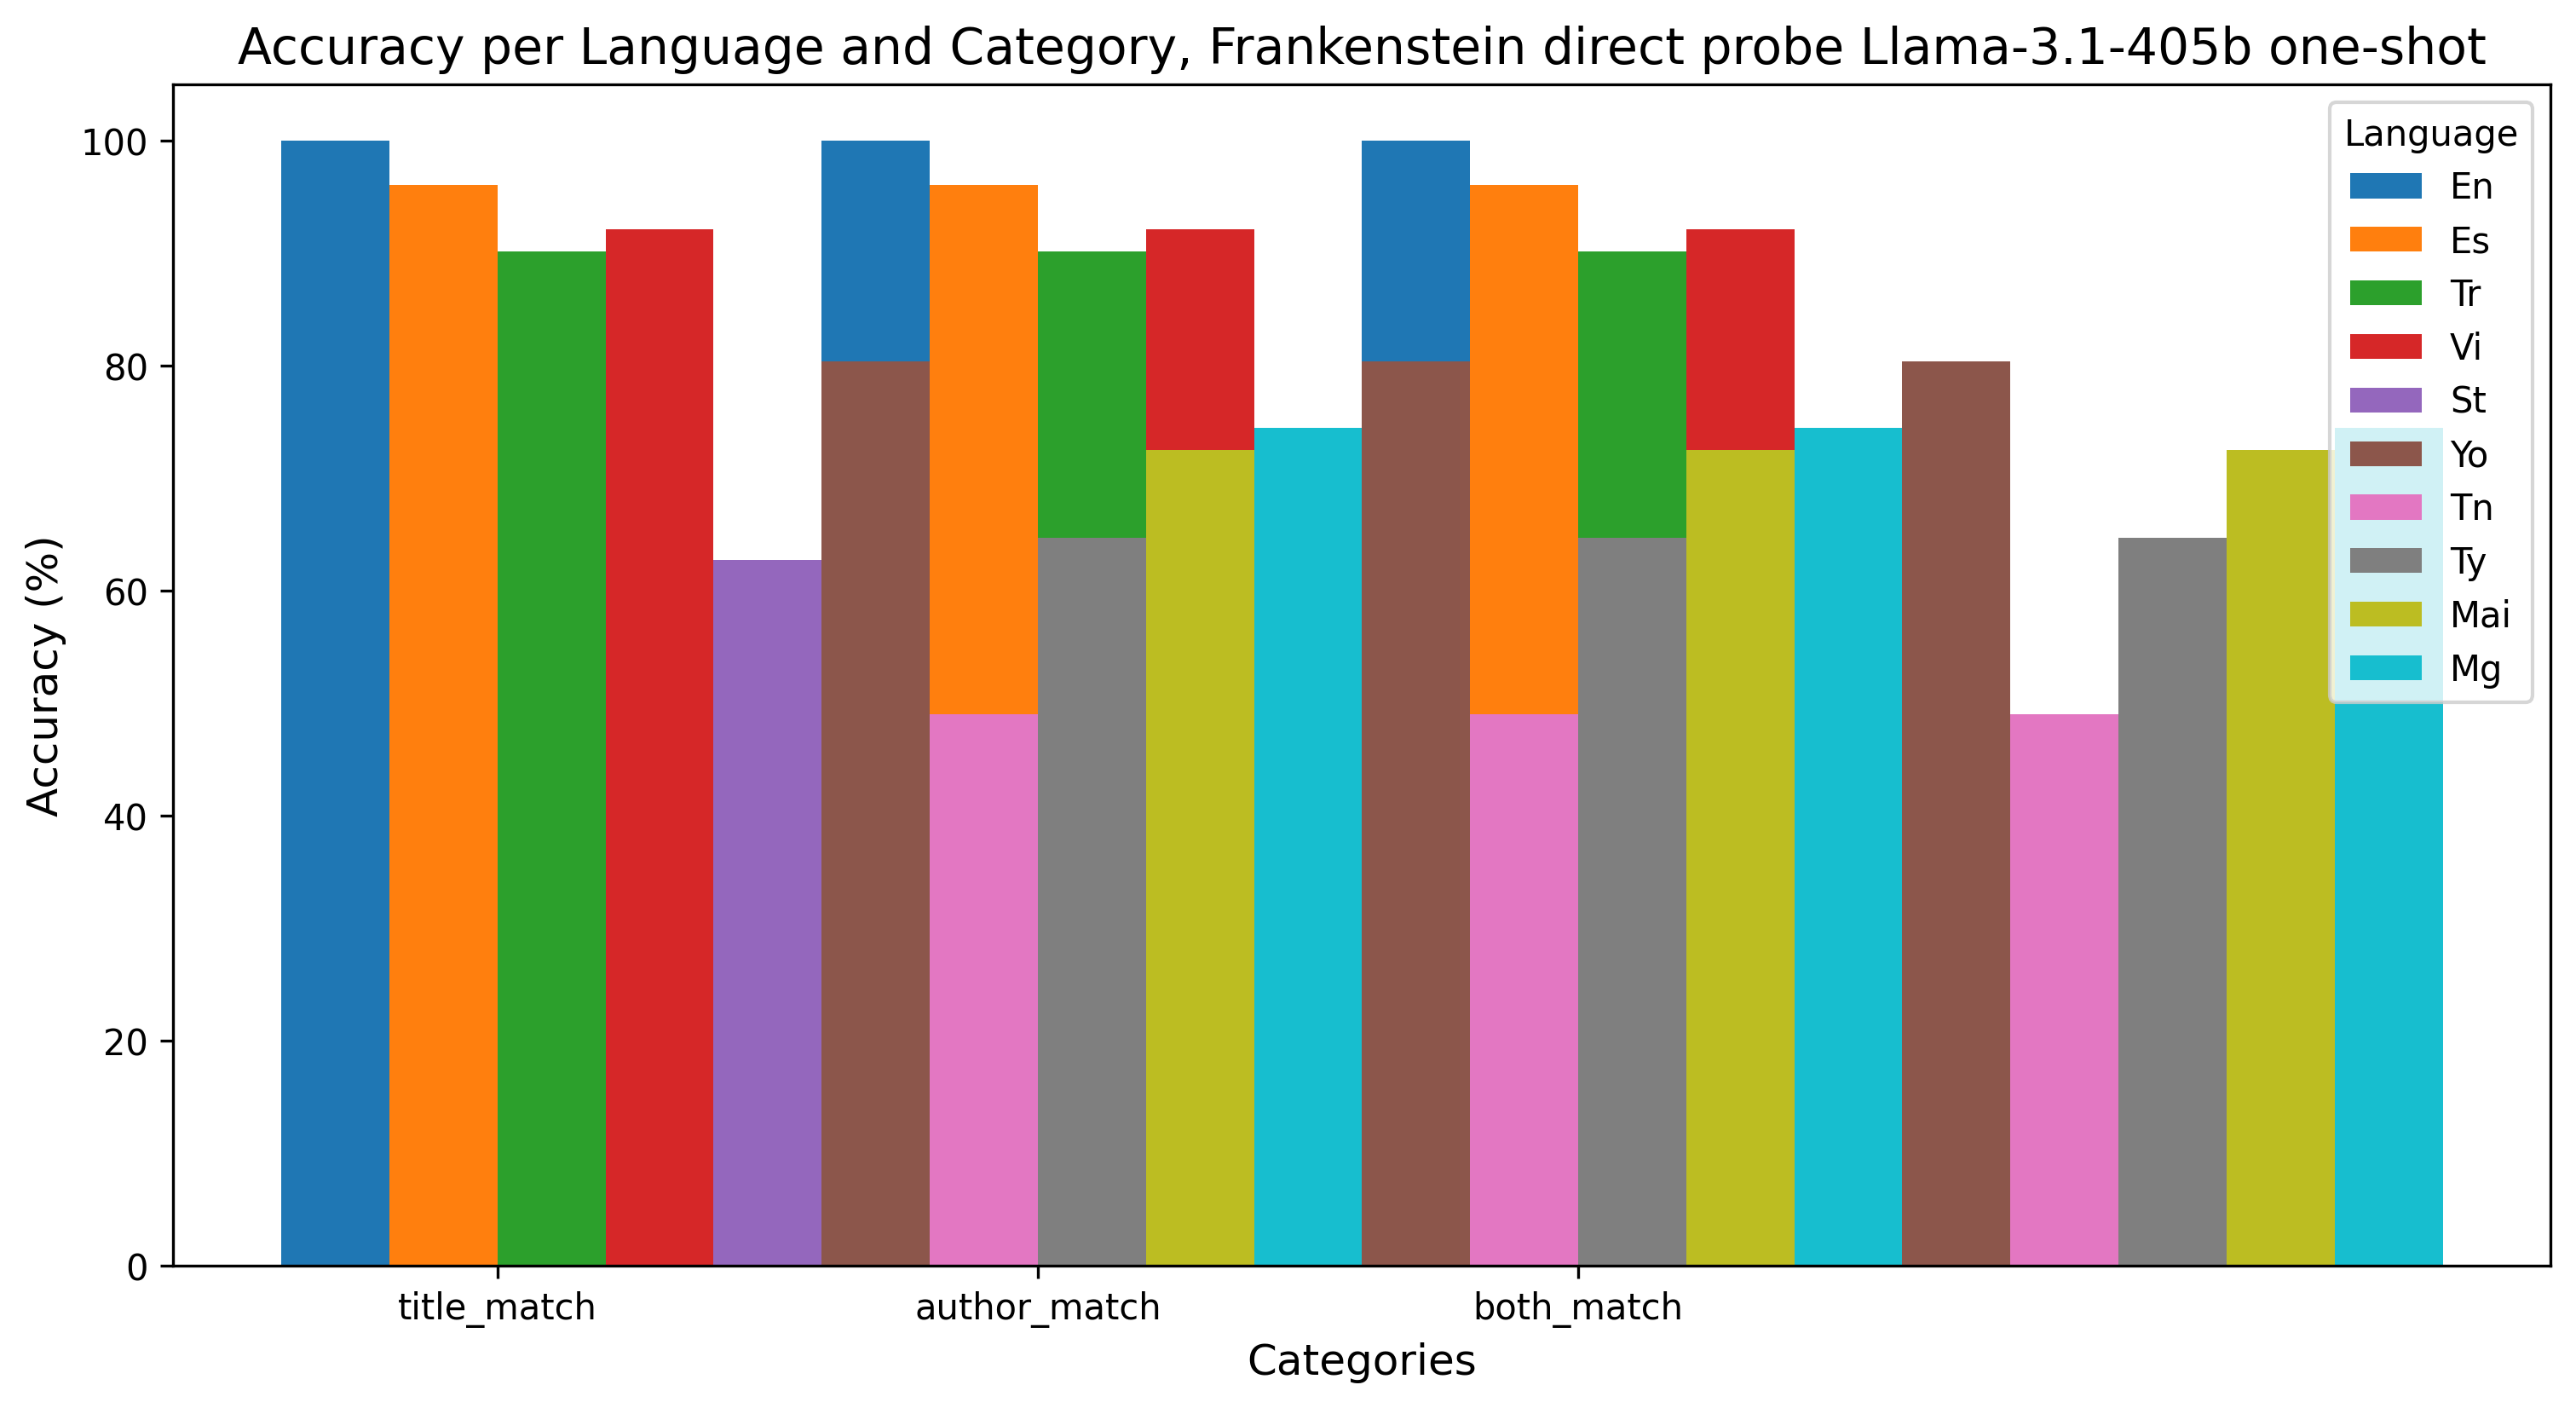 Accuracy per Language and Category, Frankenstein direct probe Llama-3.1-405b one-shot
Accuracy (%)
100
80
60
40
20
0
title_match author_match both_match
Categories
Language
En
Es
Tr
Vi
St
Yo
Tn
Ty
Mai
Mg